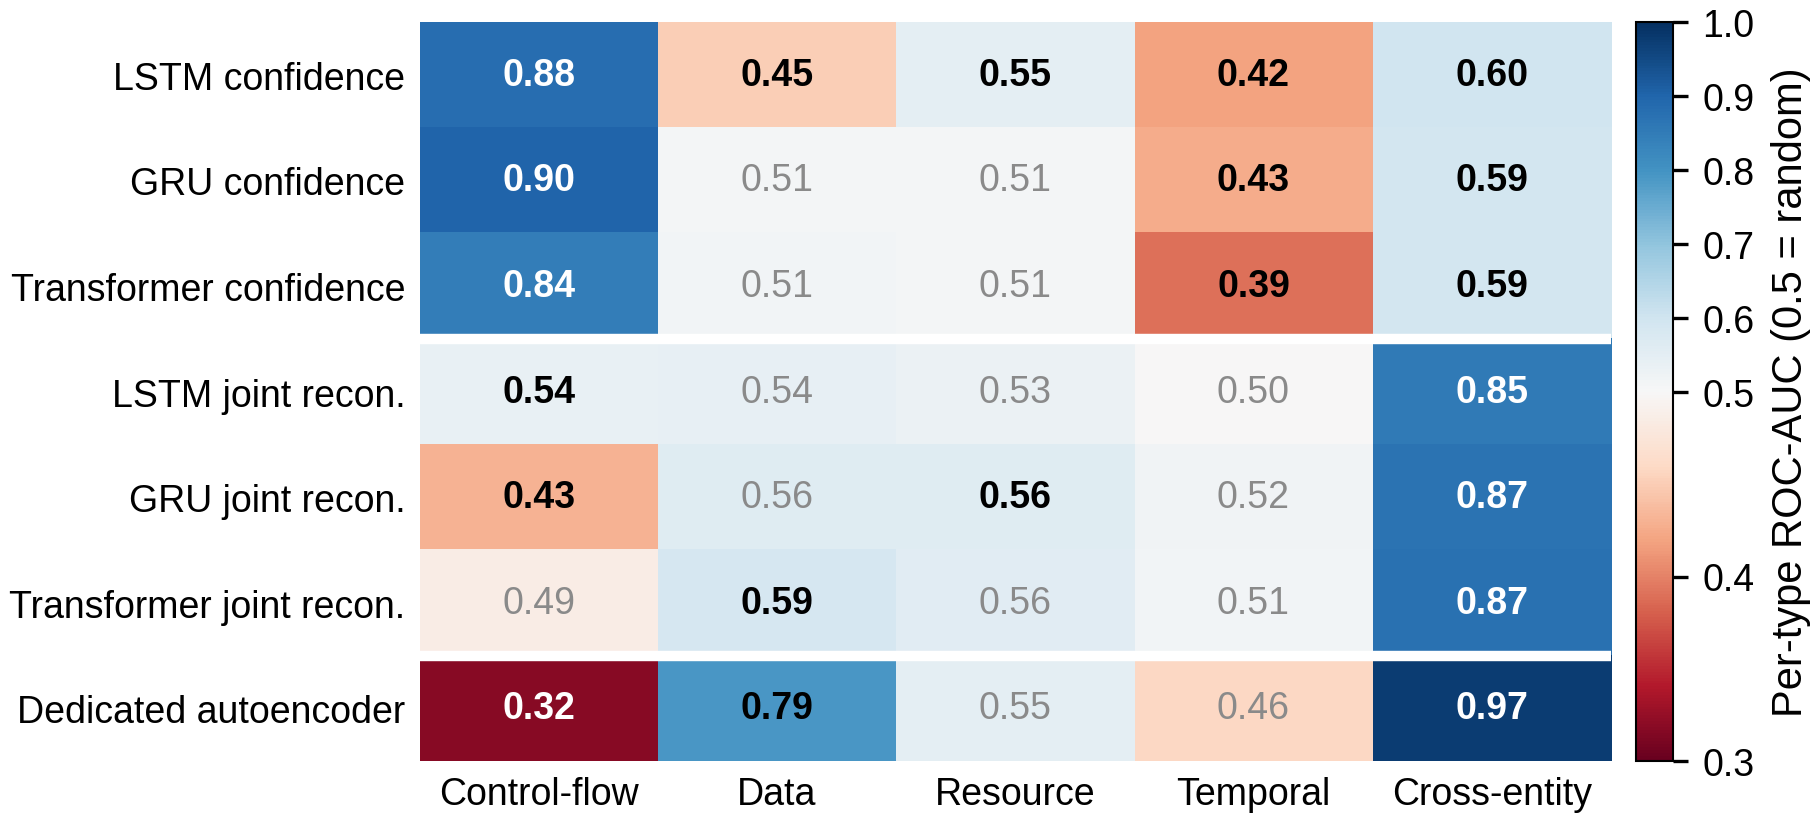 LSTM confidence 0.88 0.45 0.55 0.42 0.60
GRU confidence 0.90 0.51 0.51 0.43 0.59
Transformer confidence 0.84 0.51 0.51 0.39 0.59
LSTM joint recon. 0.54 0.54 0.53 0.50 0.85
GRU joint recon. 0.43 0.56 0.56 0.52 0.87
Transformer joint recon. 0.49 0.59 0.56 0.51 0.87
Dedicated autoencoder 0.32 0.79 0.55 0.46 0.97
Control-flow Data Resource Temporal Cross-entity
1.0
0.9
0.8
0.7
0.6
0.5
0.4
0.3
Per-type ROC-AUC (0.5 = random)